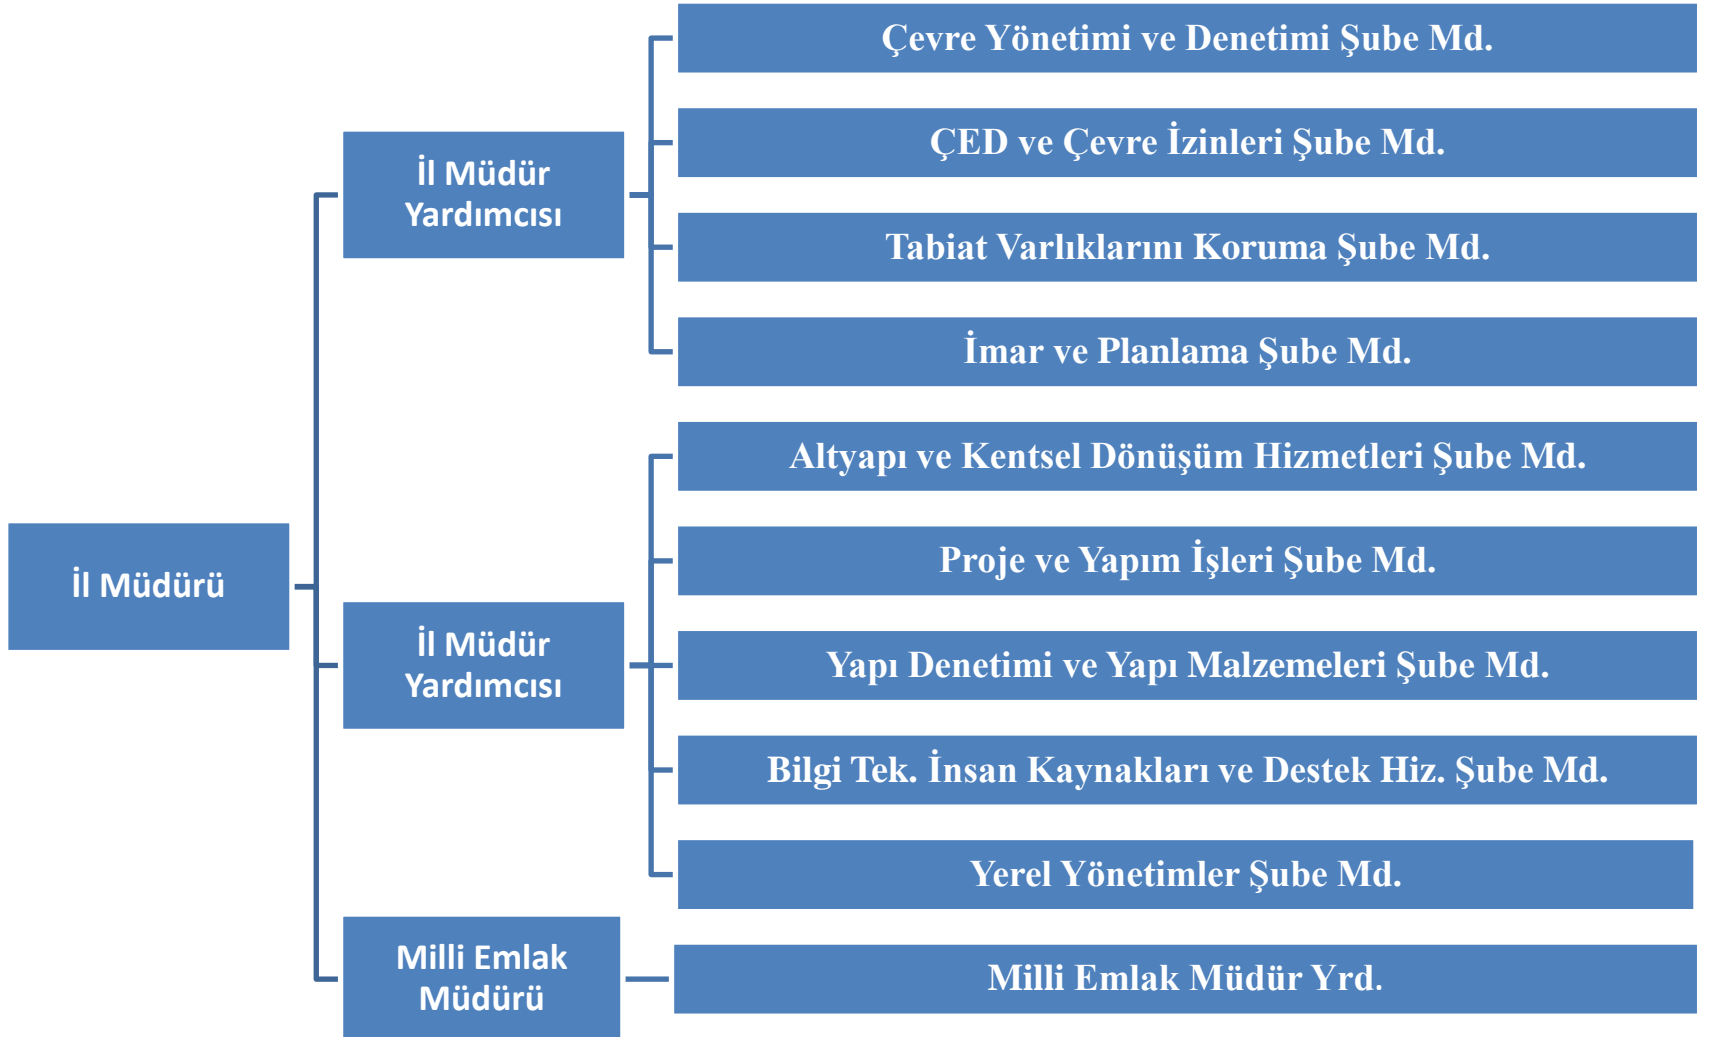 İl Müdürü
İl Müdür
Yardımcısı
Çevre Yönetimi ve Denetimi Şube Md.
ÇED ve Çevre İzinleri Şube Md.
Tabiat Varlıklarını Koruma Şube Md.
İmar ve Planlama Şube Md.
İl Müdür
Yardımcısı
Altyapı ve Kentsel Dönüşüm Hizmetleri Şube Md.
Proje ve Yapım İşleri Şube Md.
Yapı Denetimi ve Yapı Malzemeleri Şube Md.
Bilgi Tek. İnsan Kaynakları ve Destek Hiz. Şube Md.
Yerel Yönetimler Şube Md.
Milli Emlak
Müdürü
Milli Emlak Müdür Yrd.